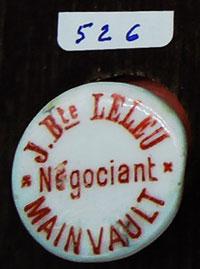 526
J. Bte LELEU
* Négociant *
MAINVAULT